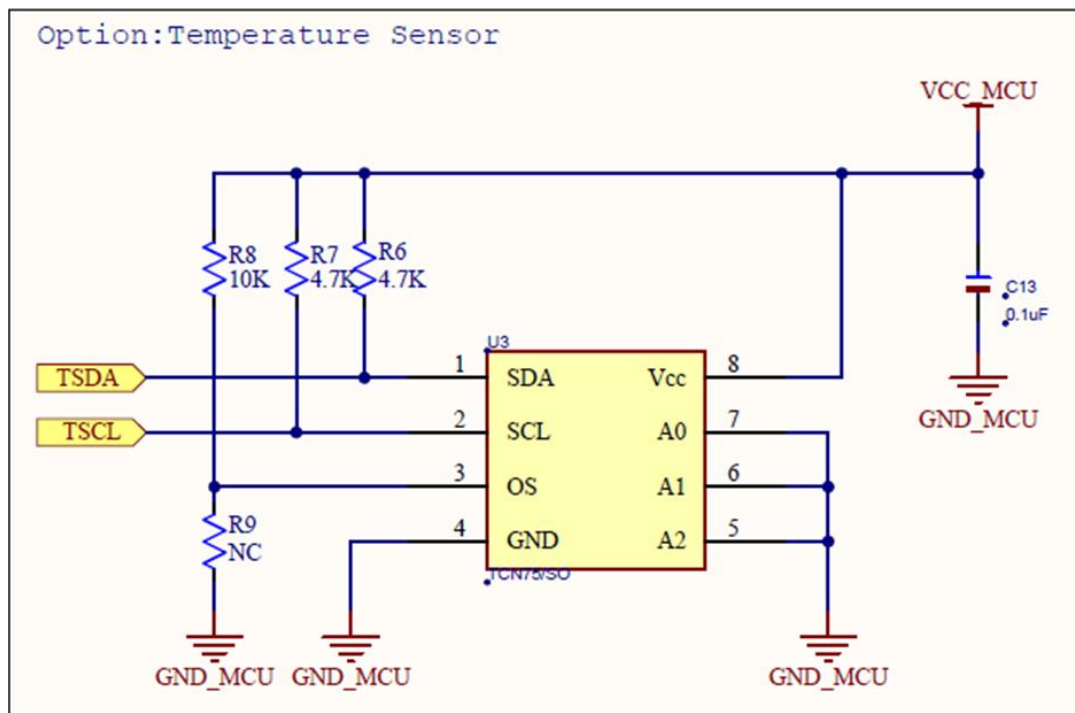 Option:Temperature Sensor
VCC_MCU
R8
10K
R7
4.7K
R6
4.7K
C13
0.1uF
GND_MCU
U3
TSDA
1
SDA
Vcc
8
TSCL
2
SCL
A0
7
3
OS
A1
6
4
GND
A2
5
R9
NC
TCN75/SO
GND_MCU
GND_MCU
GND_MCU